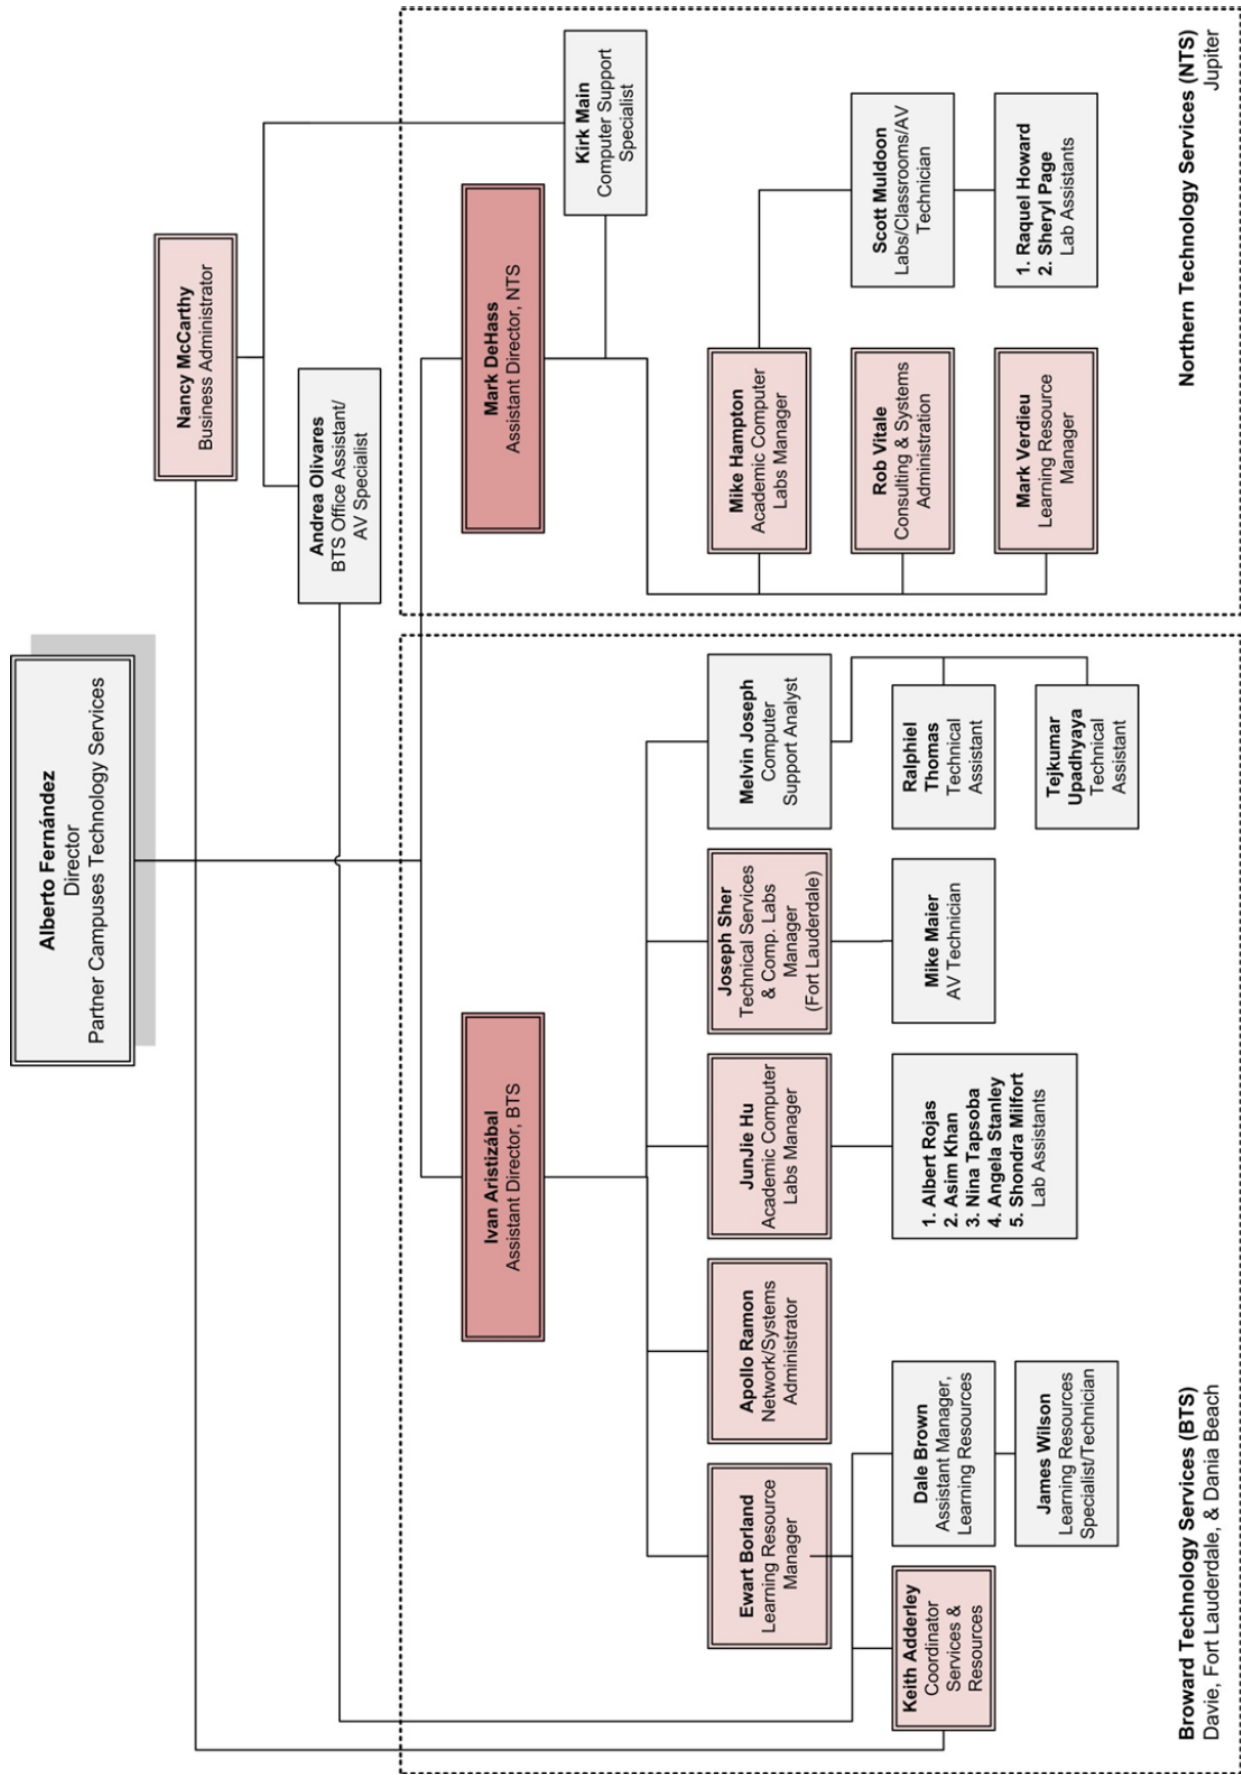 Alberto Fernández
Director
Partner Campuses Technology Services
Nancy McCarthy
Business Administrator
Andrea Olivares
BTS Office Assistant/
AV Specialist
Ivan Aristizábal
Assistant Director, BTS
Mark DeHass
Assistant Director, NTS
Kirk Main
Computer Support
Specialist
Ewart Borland
Learning Resource
Manager
Apollo Ramon
Network/Systems
Administrator
JunJie Hu
Academic Computer
Labs Manager
Joseph Sher
Technical Services
& Comp. Labs
Manager
(Fort Lauderdale)
Melvin Joseph
Computer
Support Analyst
Mike Hampton
Academic Computer
Labs Manager
Keith Adderley
Coordinator
Services &
Resources
Dale Brown
Assistant Manager,
Learning Resources
James Wilson
Learning Resources
Specialist/Technician
1. Albert Rojas
2. Asim Khan
3. Nina Tapsoba
4. Angela Stanley
5. Shondra Milfort
Lab Assistants
Mike Maier
AV Technician
Ralphiel
Thomas
Technical
Assistant
Tejkumar
Upadhyaya
Technical
Assistant
Rob Vitale
Consulting & Systems
Administration
Mark Verdieu
Learning Resource
Manager
Scott Muldoon
Labs/Classrooms/AV
Technician
1. Raquel Howard
2. Sheryl Page
Lab Assistants
Broward Technology Services (BTS)
Davie, Fort Lauderdale, & Dania Beach
Northern Technology Services (NTS)
Jupiter